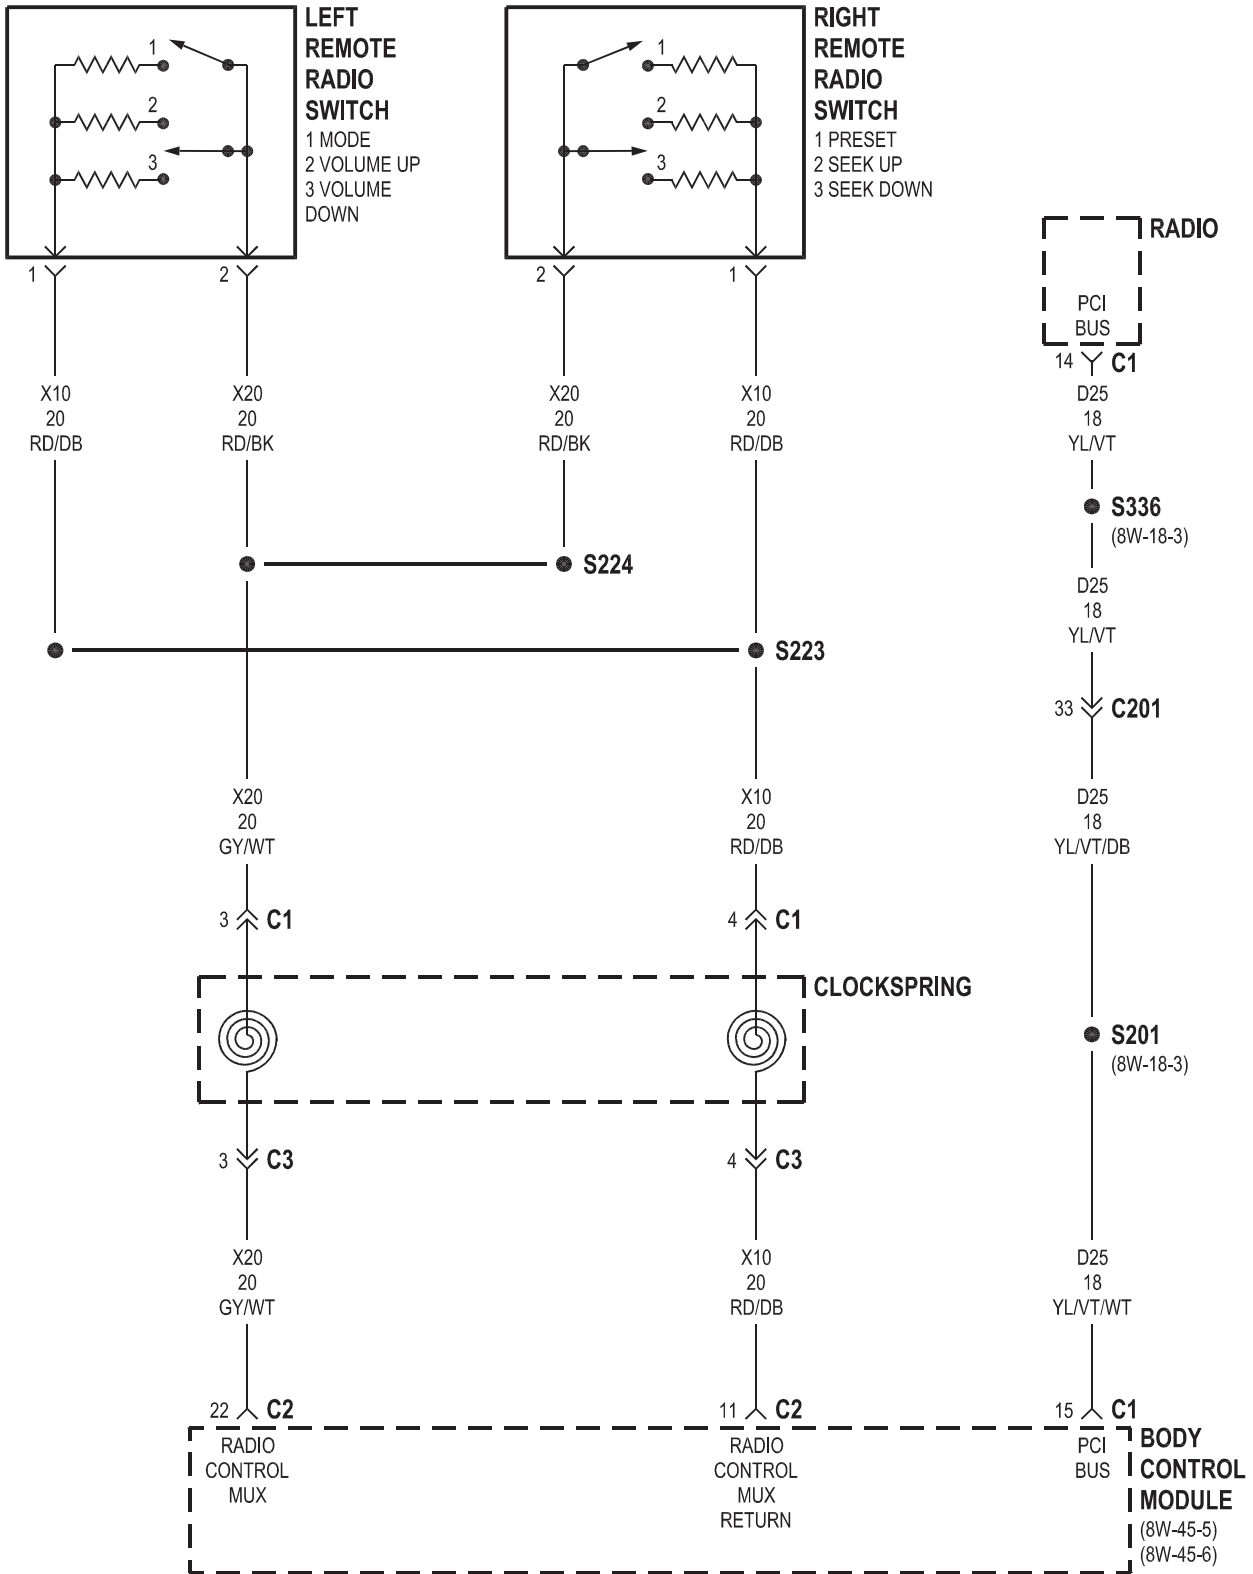 LEFT
REMOTE
RADIO
SWITCH
1 MODE
2 VOLUME UP
3 VOLUME
DOWN
1
2
3
1
2
RIGHT
REMOTE
RADIO
SWITCH
1 PRESET
2 SEEK UP
3 SEEK DOWN
1
2
3
2
1
RADIO
PCI
BUS
14
C1
X10
20
RD/DB
X20
20
RD/BK
X20
20
RD/BK
X10
20
RD/DB
D25
18
YL/VT
S336
(8W-18-3)
S224
D25
18
YL/VT
S223
33
C201
X20
20
GY/WT
X10
20
RD/DB
D25
18
YL/VT/DB
3
C1
4
C1
CLOCKSPRING
S201
(8W-18-3)
3
C3
4
C3
X20
20
GY/WT
X10
20
RD/DB
D25
18
YL/VT/WT
22
C2
11
C2
15
C1
RADIO
CONTROL
MUX
RADIO
CONTROL
MUX
RETURN
PCI
BUS
BODY
CONTROL
MODULE
(8W-45-5)
(8W-45-6)